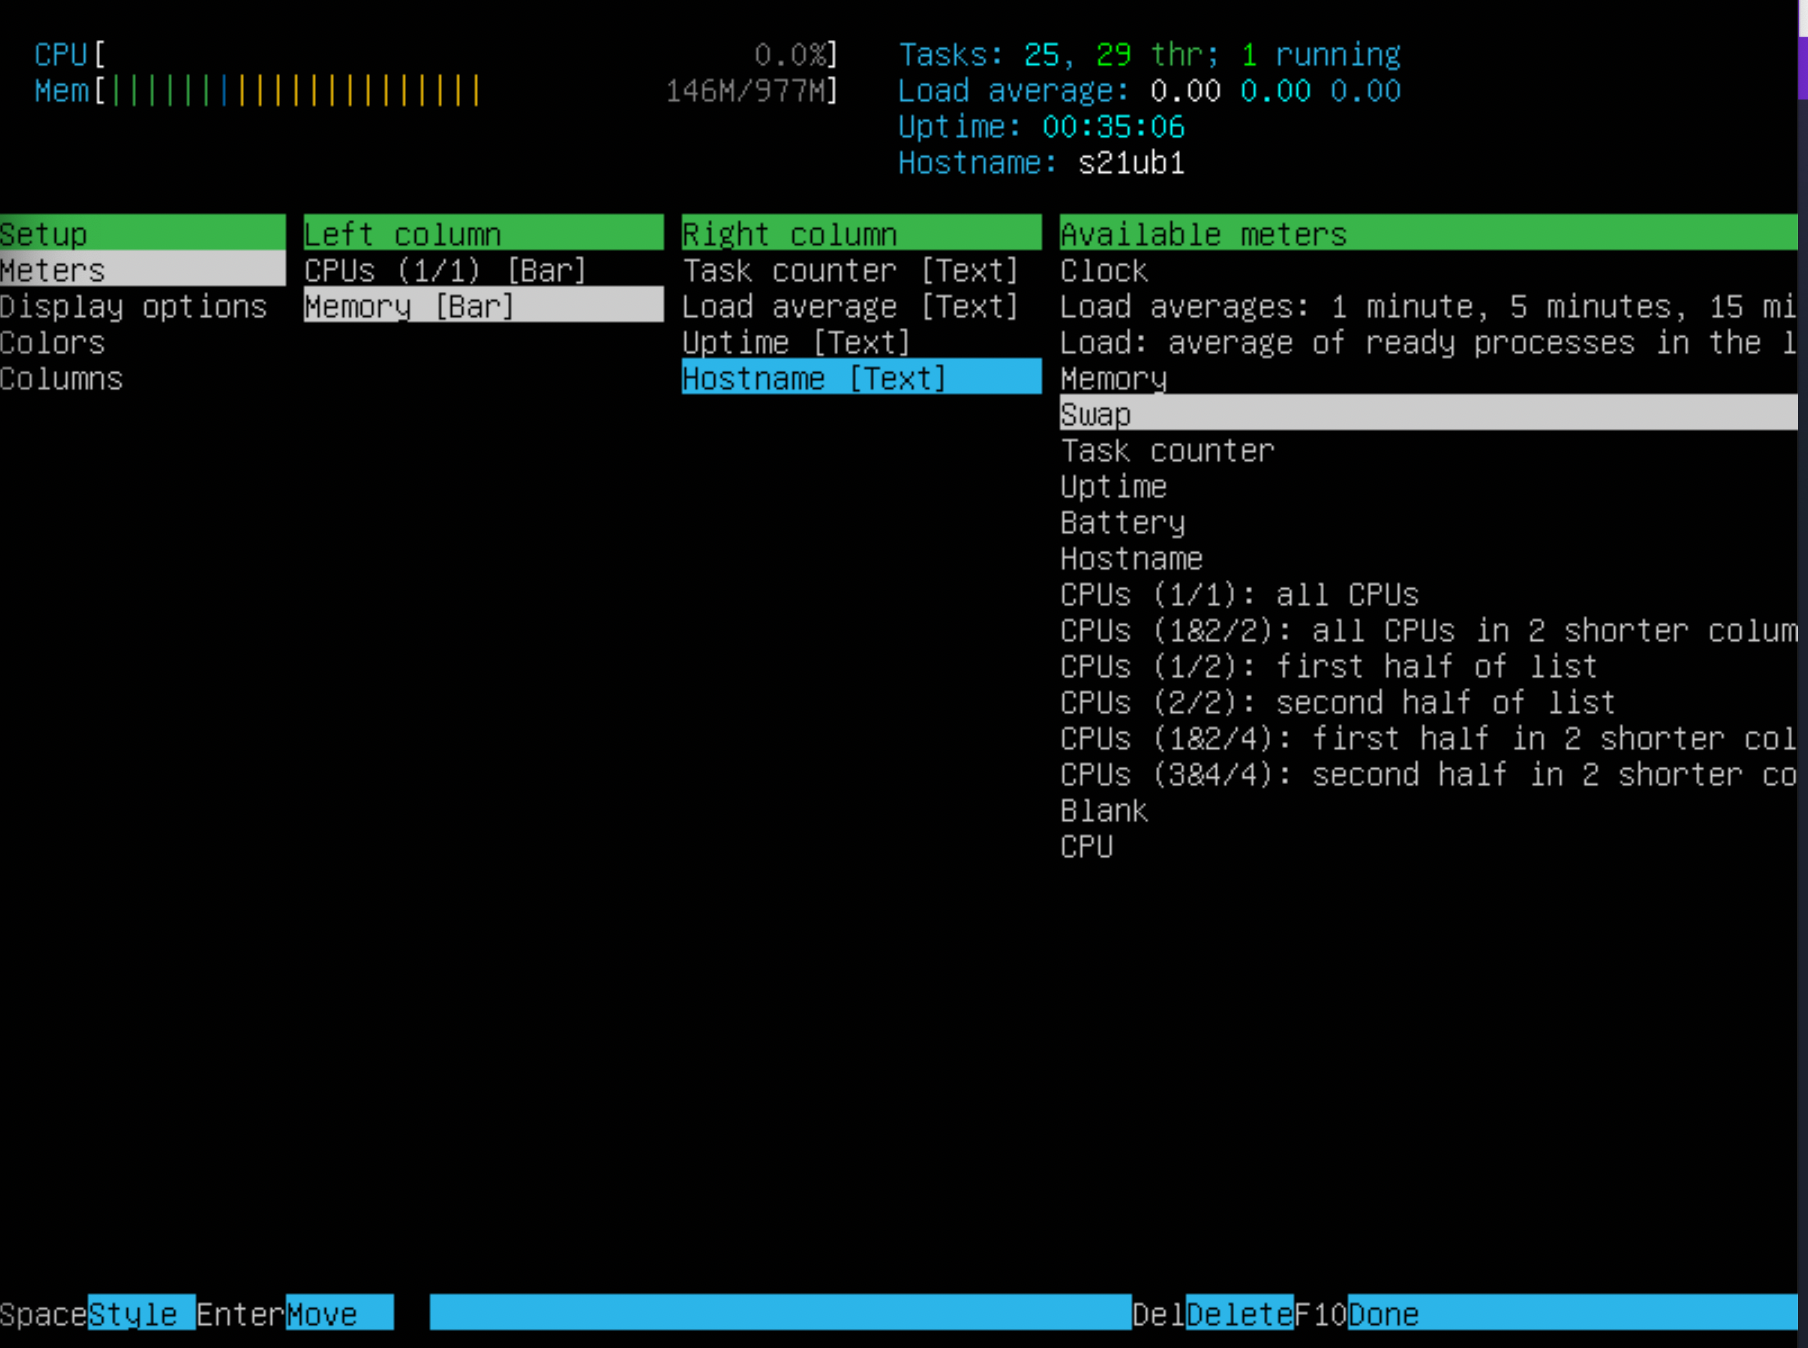 CPU[ 0.0%] Tasks: 25, 29 thr; 1 running
Mem[||||||||||||||||||||| 146M/977M] Load average: 0.00 0.00 0.00
Uptime: 00:35:06
Hostname: s21ub1
Setup Left column Right column Available meters
Meters CPUs (1/1) [Bar] Task counter [Text] Clock
Display options Memory [Bar] Load average [Text] Load averages: 1 minute, 5 minutes, 15 mi
Colors Uptime [Text] Load: average of ready processes in the l
Columns Hostname [Text] Memory
Swap
Task counter
Uptime
Battery
Hostname
CPUs (1/1): all CPUs
CPUs (1&2/2): all CPUs in 2 shorter colum
CPUs (1/2): first half of list
CPUs (2/2): second half of list
CPUs (1&2/4): first half in 2 shorter col
CPUs (3&4/4): second half in 2 shorter co
Blank
CPU
SpaceStyle EnterMove DelDeleteF10Done